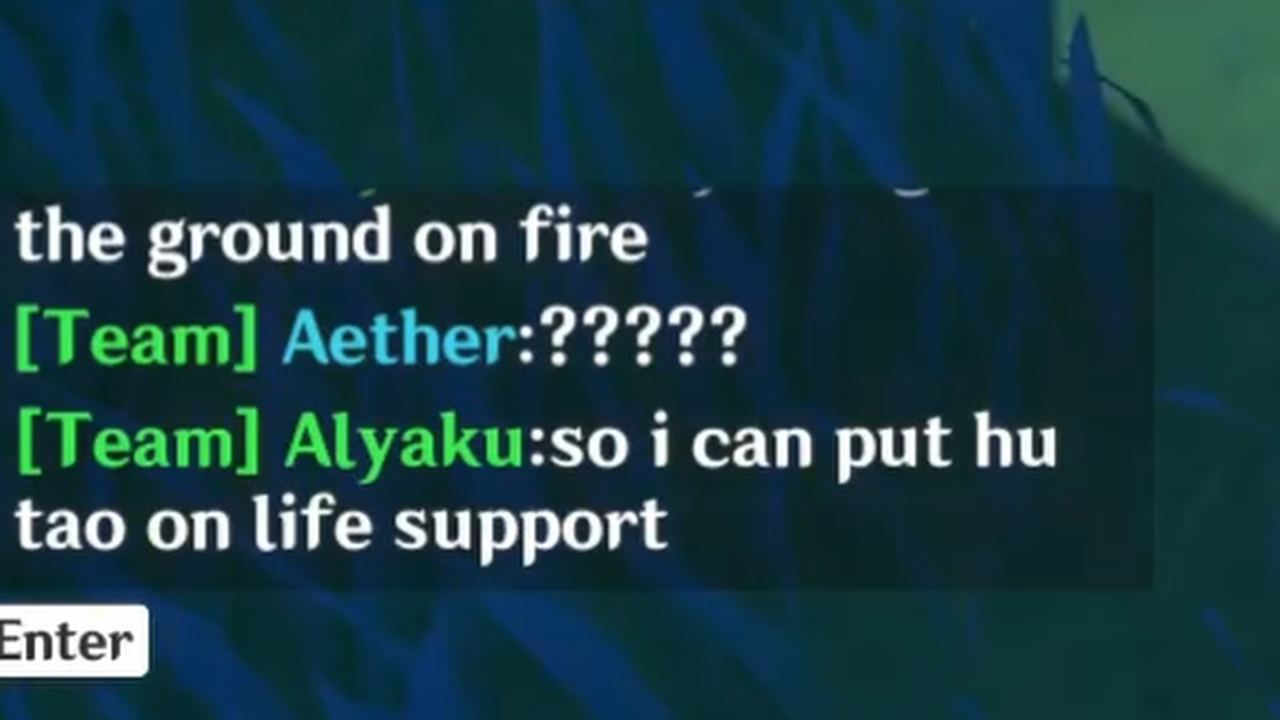 the ground on fire
[Team] Aether:?????
[Team] Alyaku:so i can put hu
tao on life support
Enter